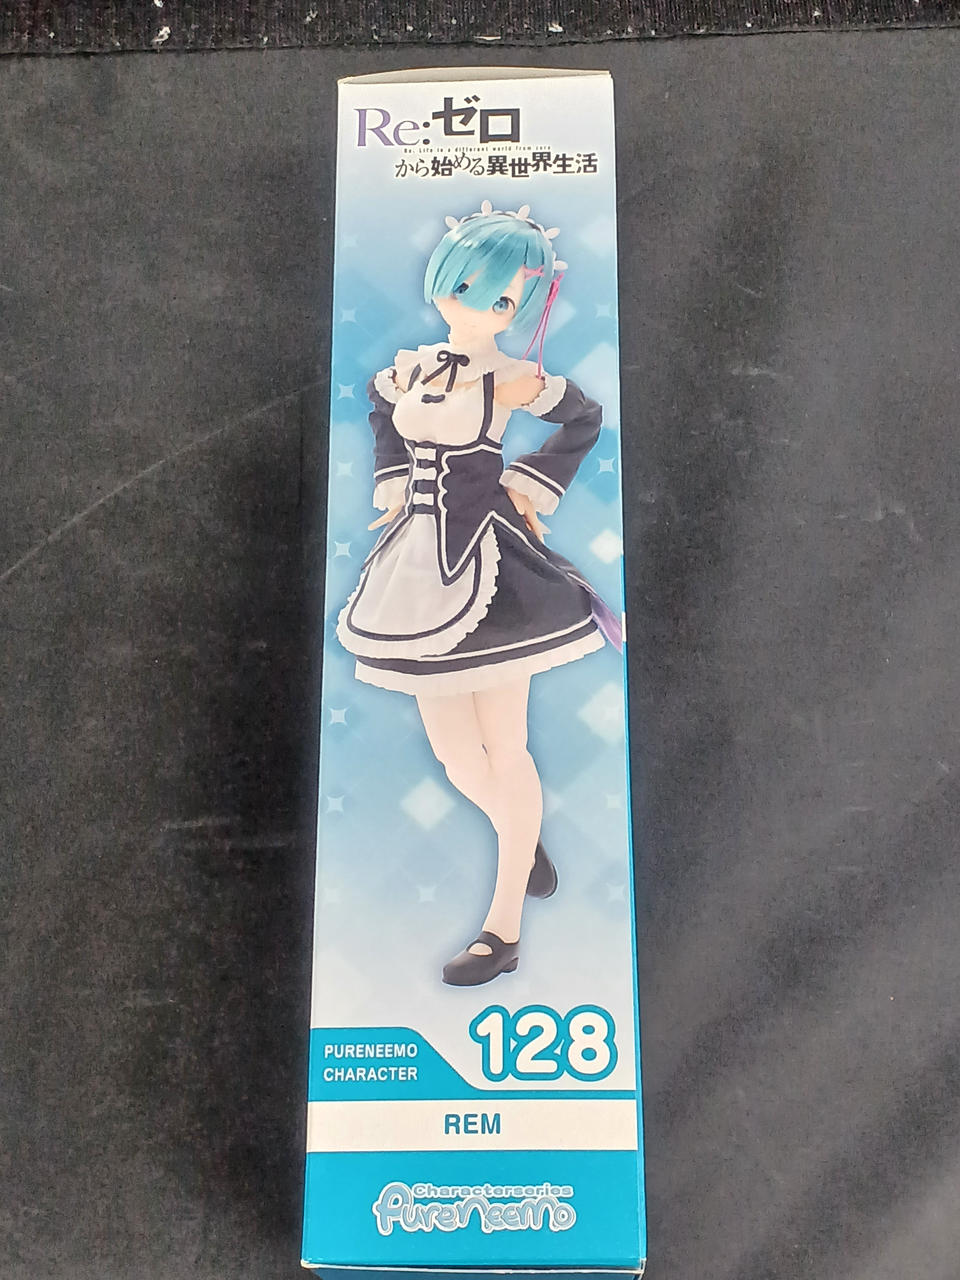 Re:ゼロ
Re. Life in a different world from zero
から始める異世界生活
128
PURENEEMO
CHARACTER
REM
Characterseries
PureNeemo